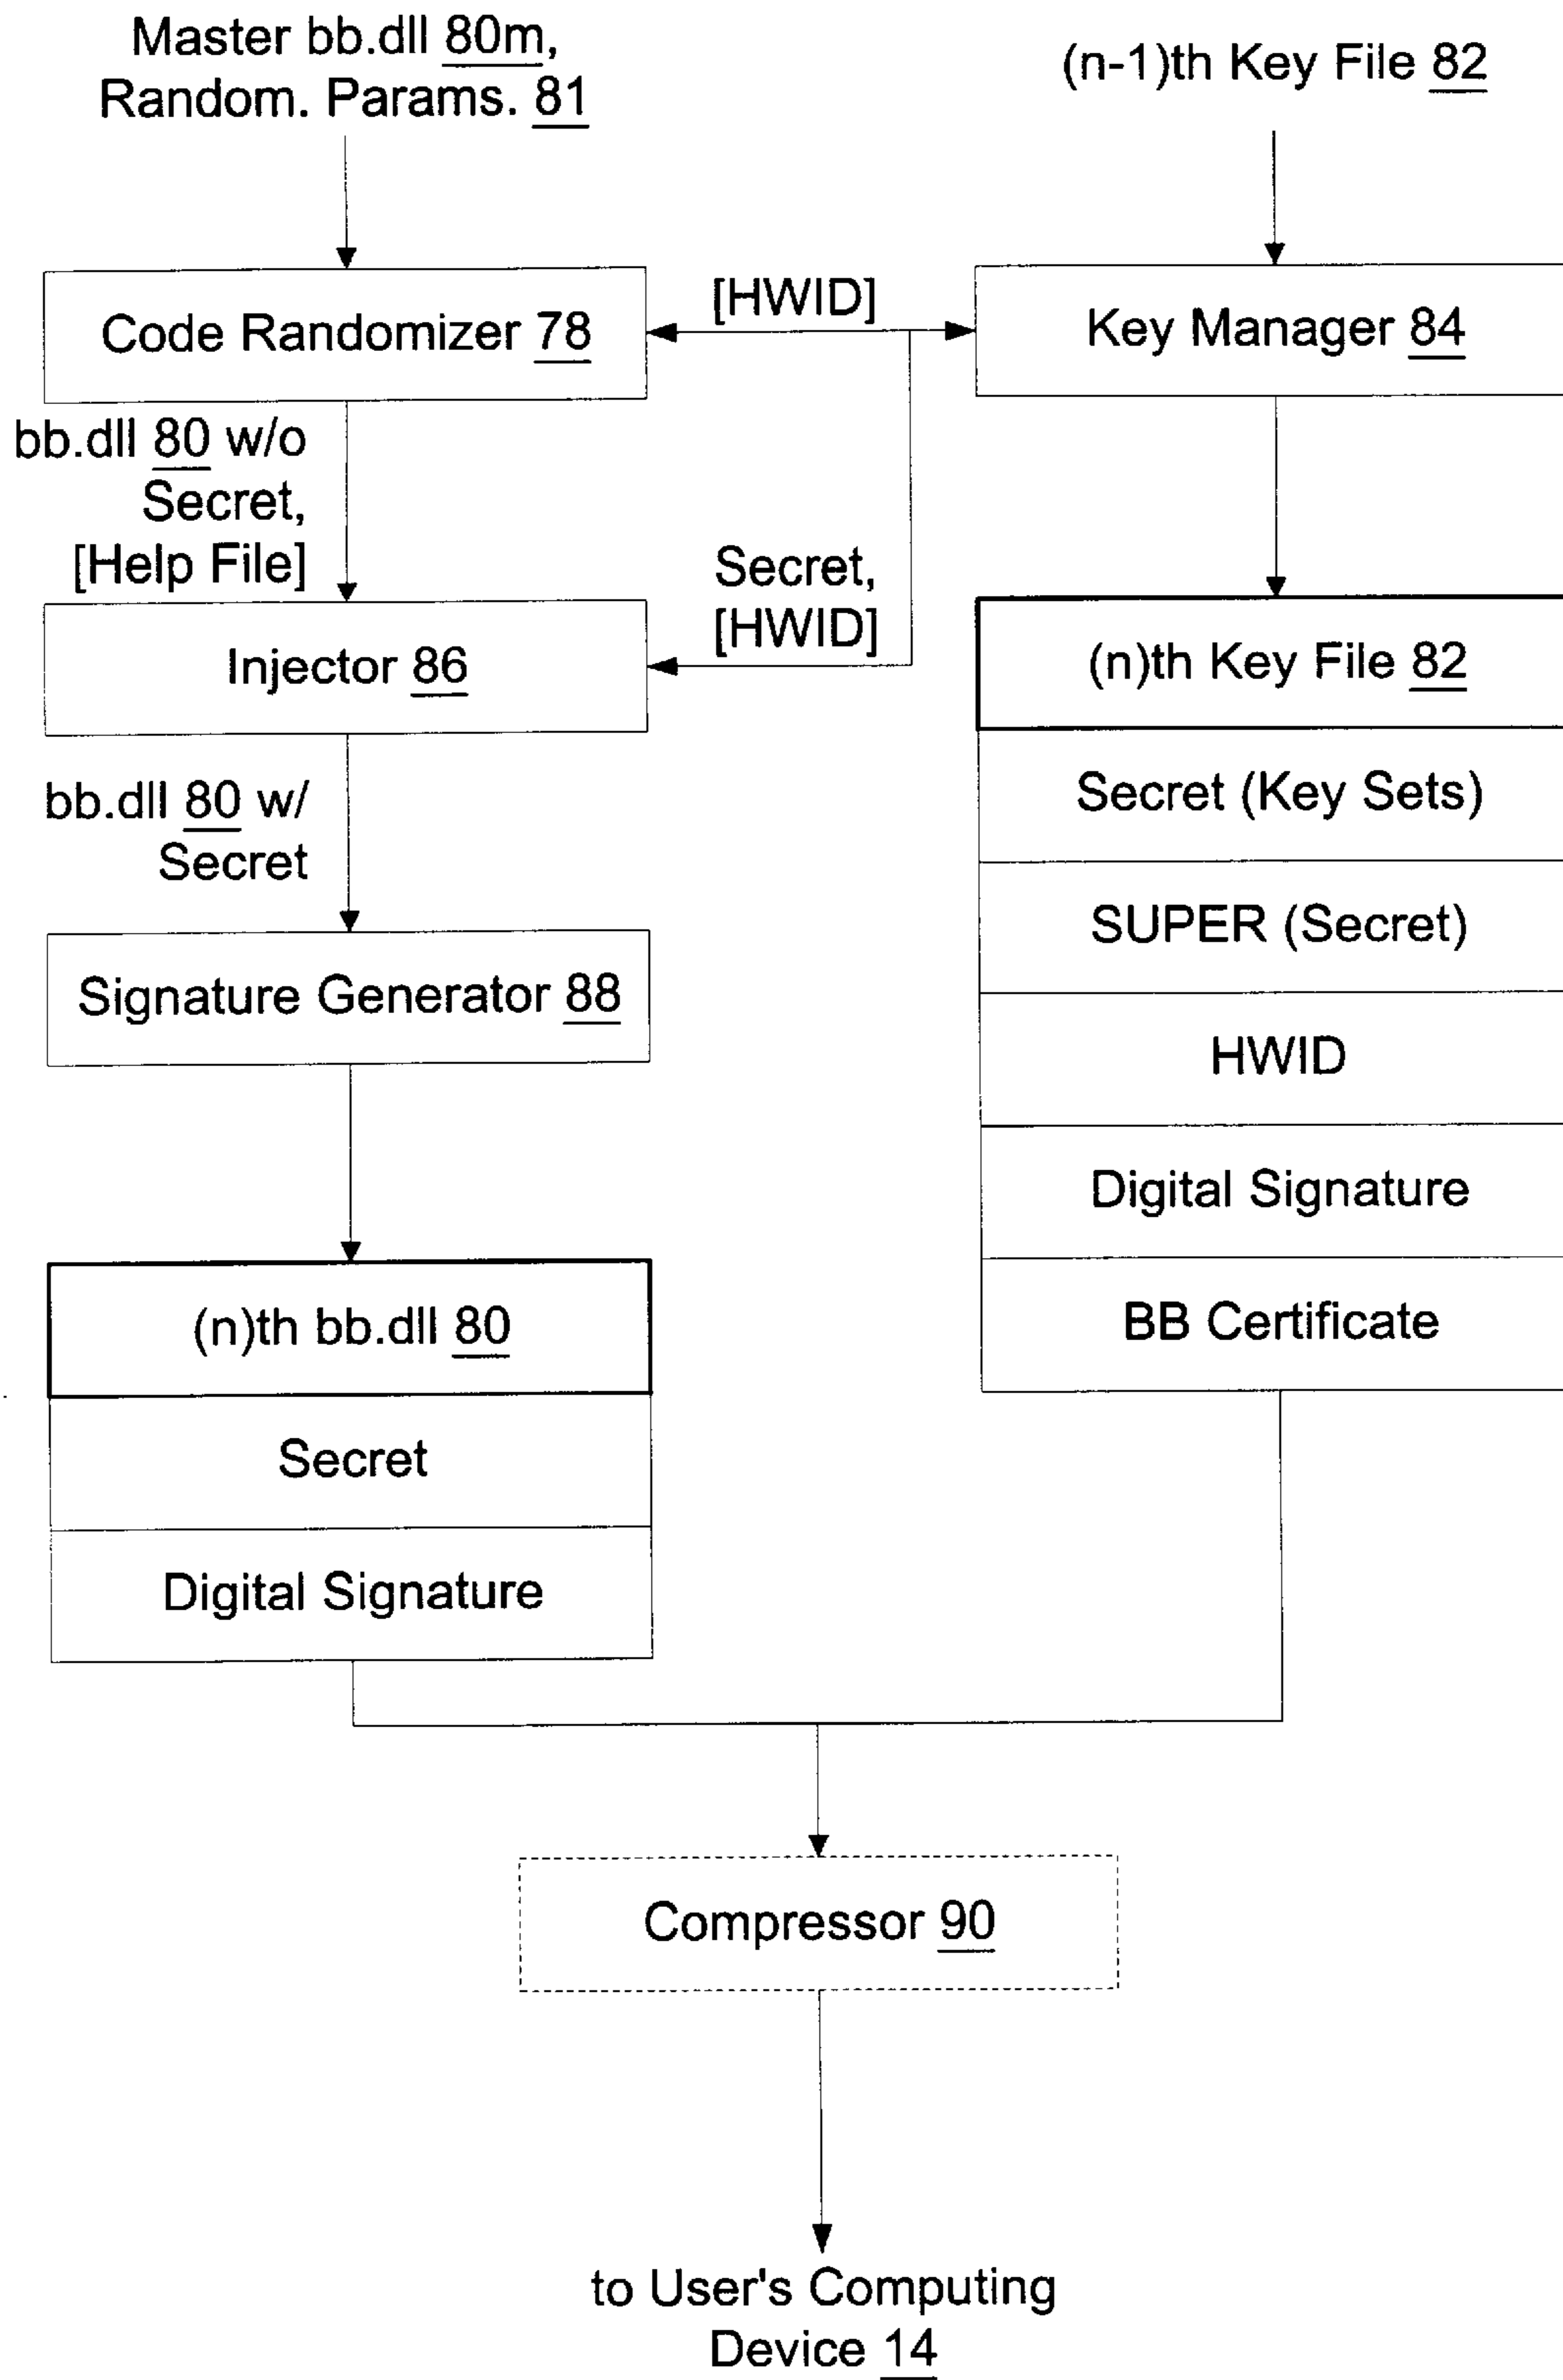 Master bb.dll 80m,
Random. Params. 81
(n-1)th Key File 82
Code Randomizer 78
[HWID]
Key Manager 84
bb.dll 80 w/o
Secret,
[Help File]
Secret,
[HWID]
Injector 86
(n)th Key File 82
bb.dll 80 w/
Secret
Secret (Key Sets)
SUPER (Secret)
Signature Generator 88
HWID
Digital Signature
BB Certificate
(n)th bb.dll 80
Secret
Digital Signature
Compressor 90
to User's Computing
Device 14